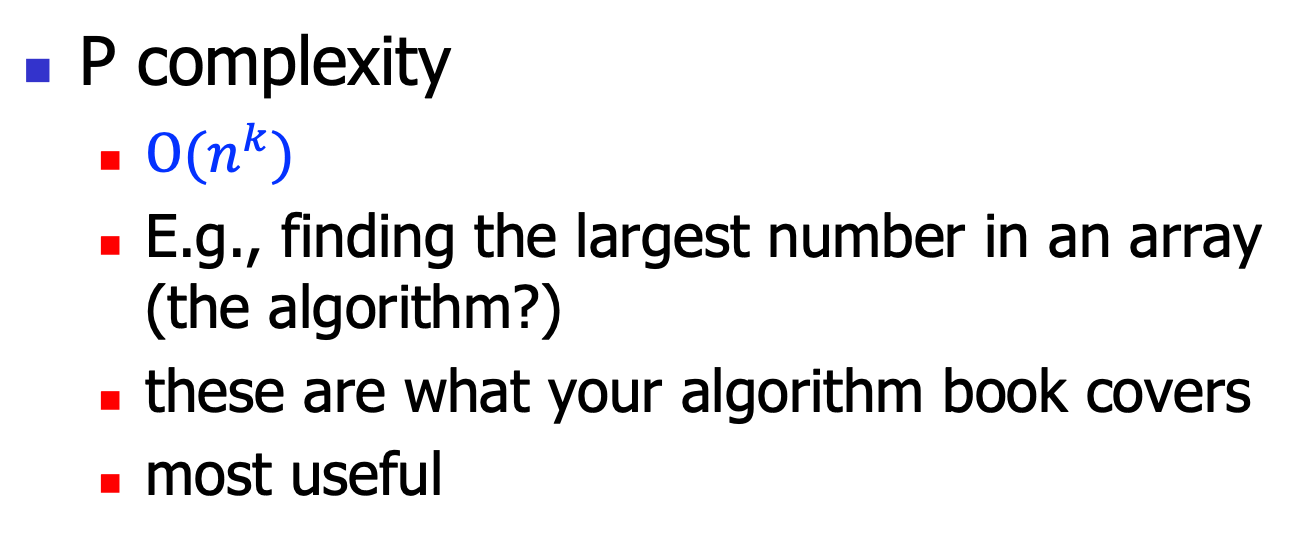 P complexity
O(n^k)
E.g., finding the largest number in an array
(the algorithm?)
these are what your algorithm book covers
most useful